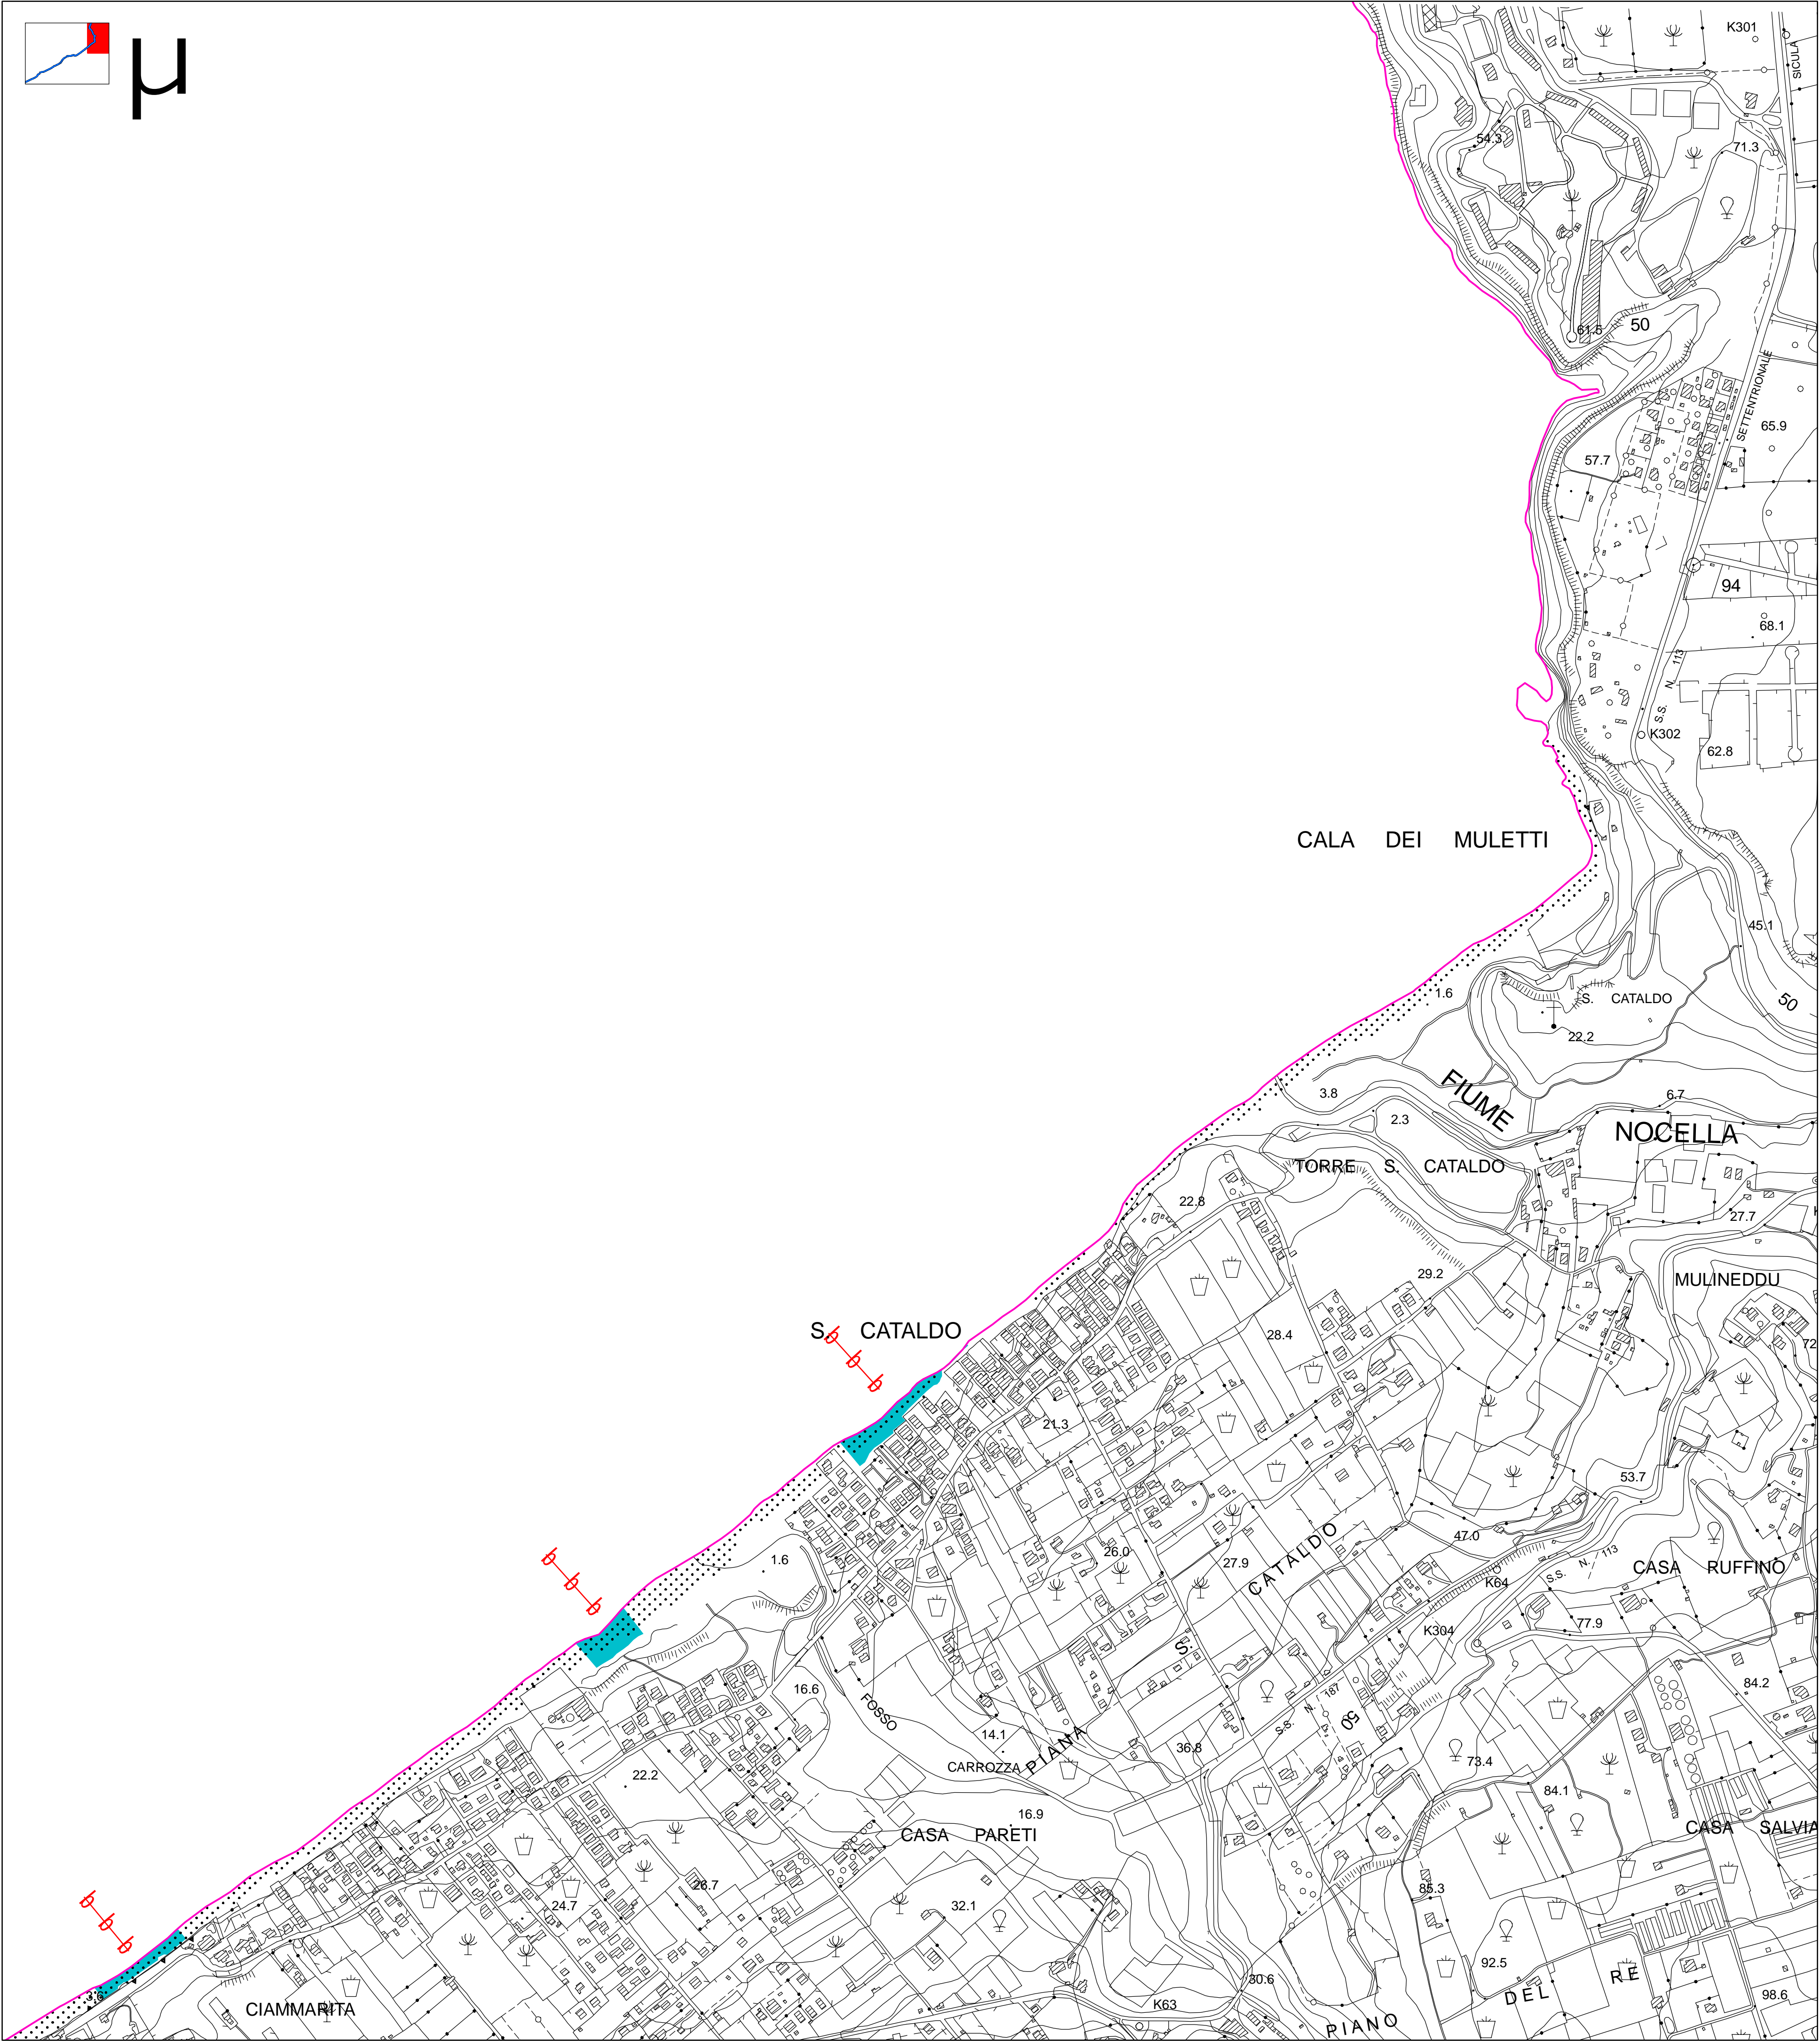 μ
K301
SICULA
54.3
71.3
61.5
50
SETTENTRIONALE
65.9
57.7
94
68.1
S.S. N. 113
K302
62.8
CALA DEI MULETTI
45.1
1.6
S. CATALDO
50
22.2
FIUME
3.8
6.7
2.3
NOCELLA
TORRE S. CATALDO
22.8
27.7
29.2
MULINEDDU
S. CATALDO
28.4
72
21.3
53.7
47.0
1.6
26.0
27.9
S.S. N. 113
CASA RUFFINO
K64
PIANA S. CATALDO
77.9
K304
84.2
16.6
FOSSO
S.S. N. 187
50
14.1
36.8
CARROZZA
73.4
22.2
84.1
16.9
CASA PARETI
CASA SALVIA
26.7
85.3
24.7
32.1
92.5
30.6
PIANO DEL RE
98.6
3.6
CIAMMARITA
K63